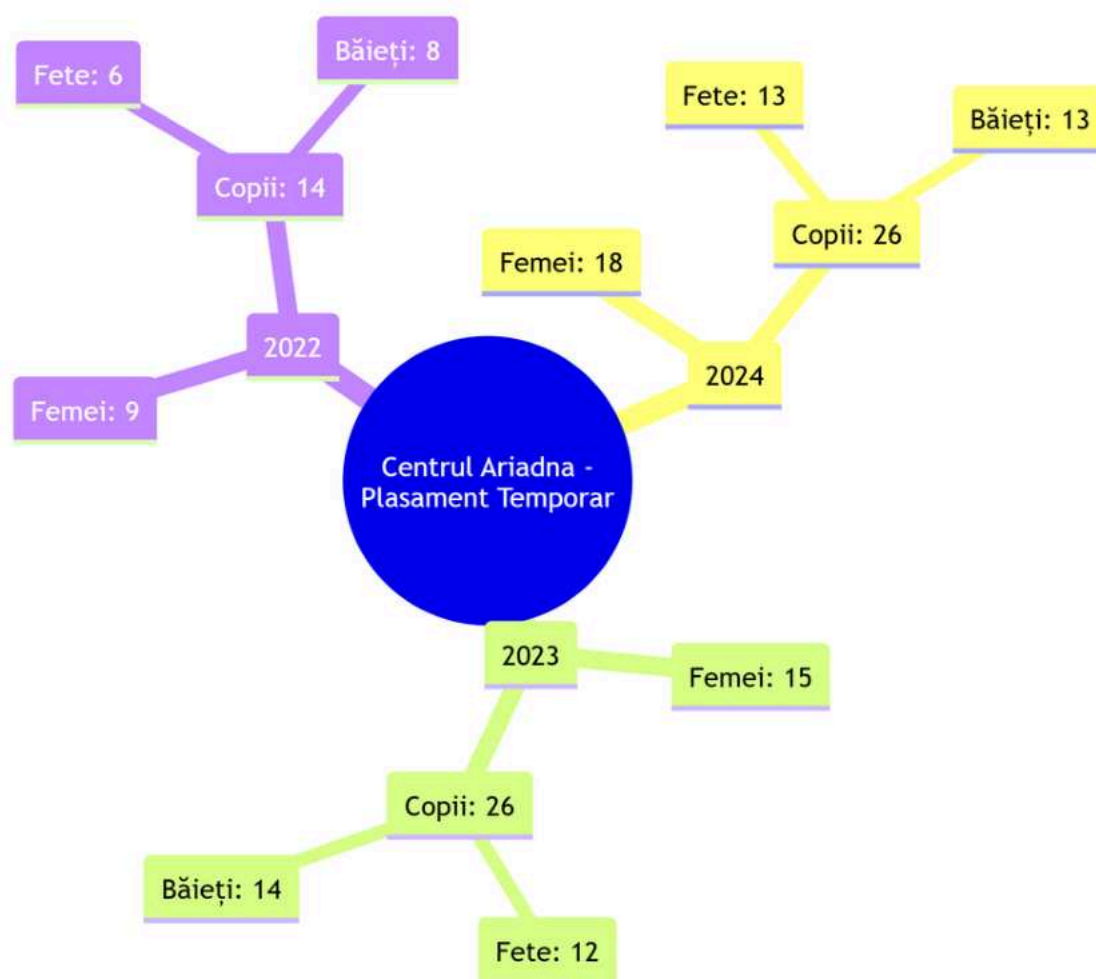 Băieți: 8
Fete: 6
Fete: 13
Băieți: 13
Copii: 14
Copii: 26
Femei: 18
2022
2024
Femei: 9
Centrul Ariadna -
Plasament Temporar
2023
Femei: 15
Copii: 26
Băieți: 14
Fete: 12